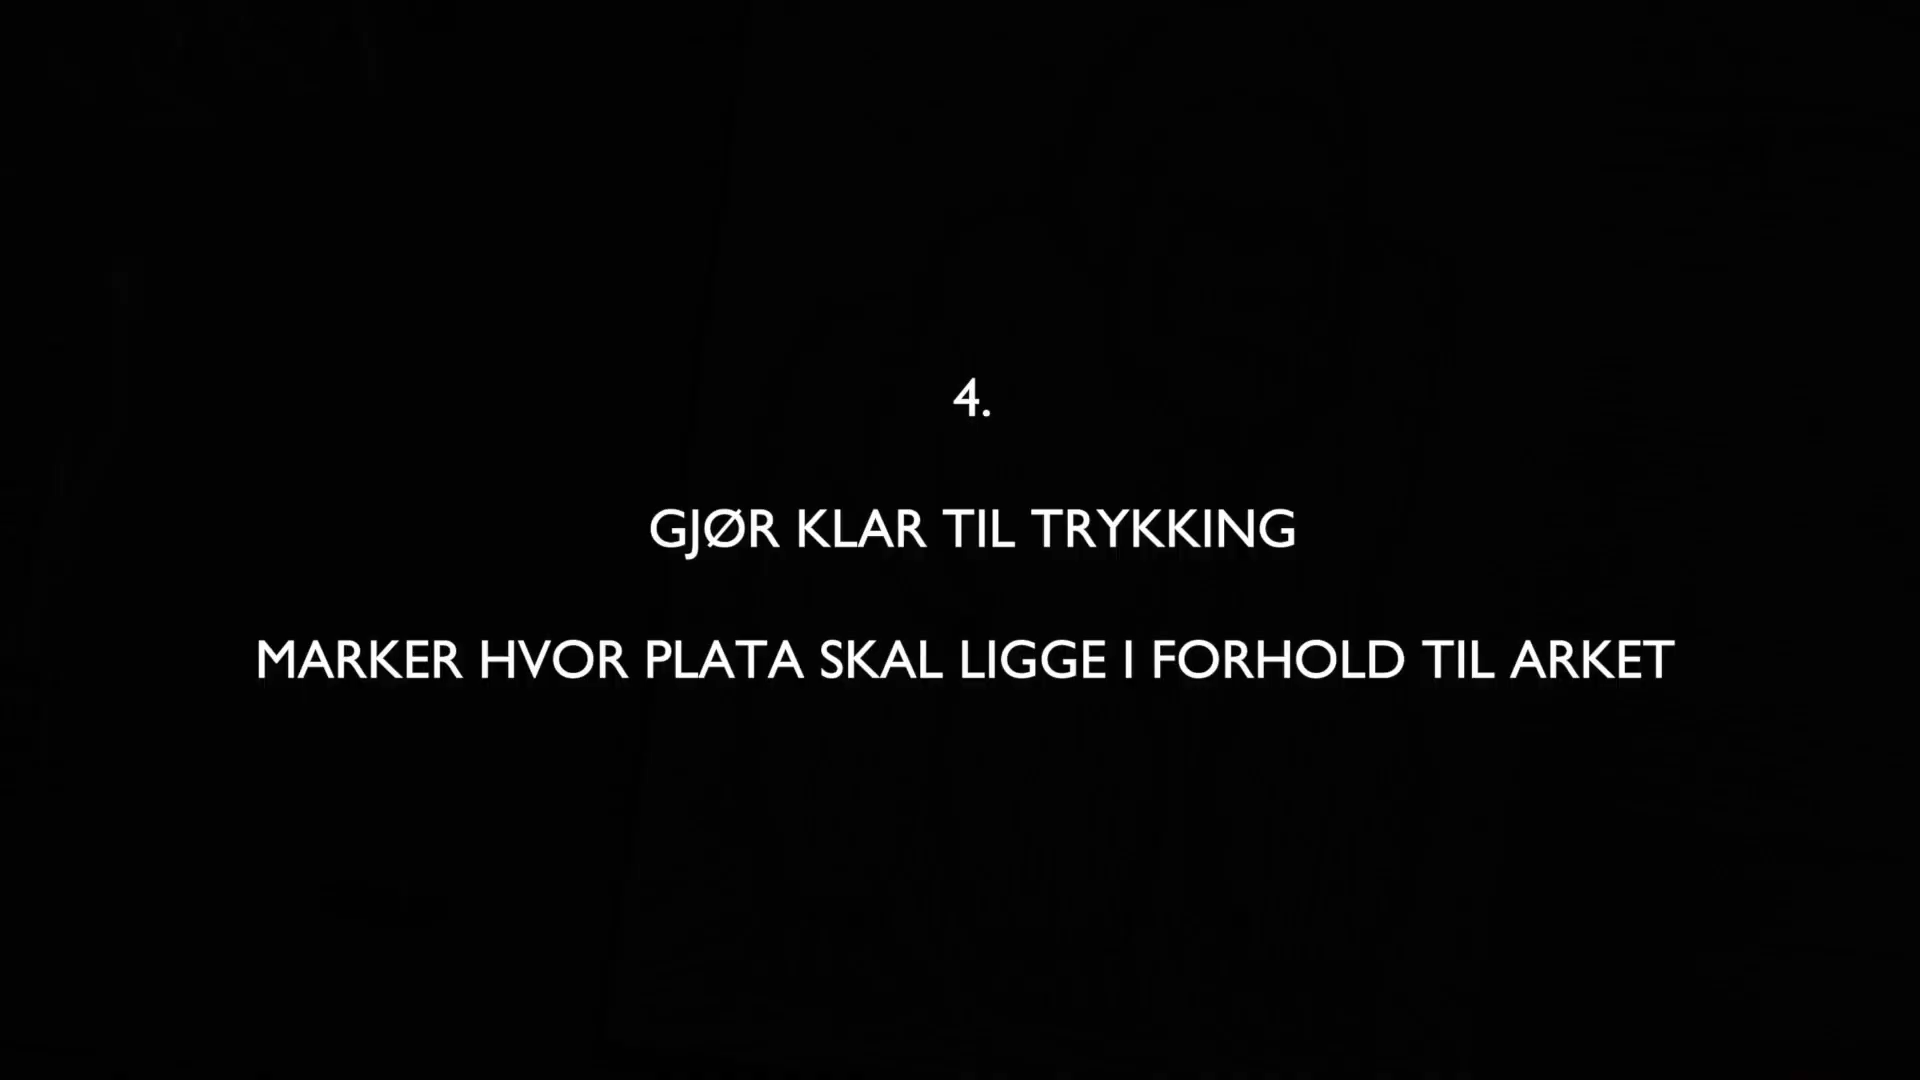 4.
GJØR KLAR TIL TRYKKING
MARKER HVOR PLATA SKAL LIGGE I FORHOLD TIL ARKET